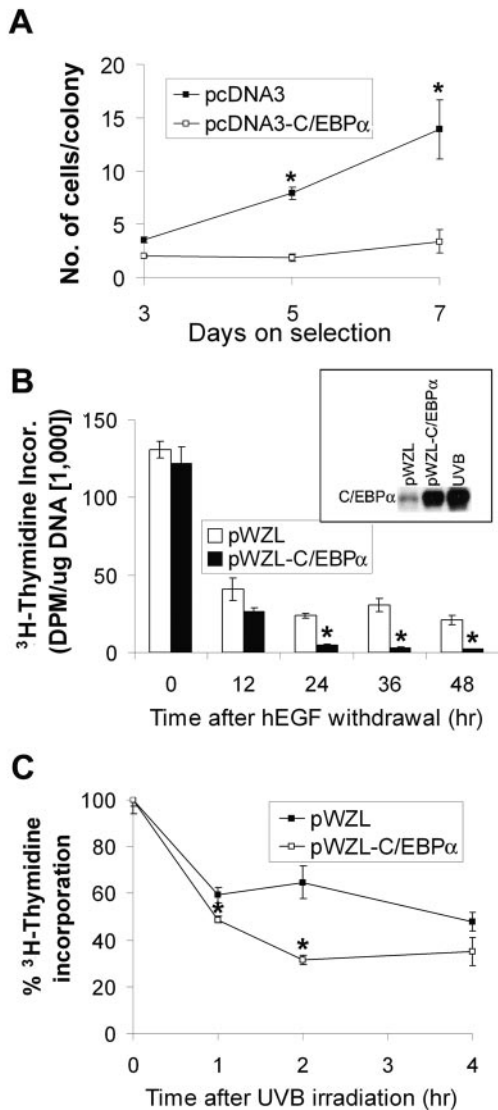 A
No. of cells/colony
20
15
10
5
0
pcDNA3
pcDNA3-C/EBPα
*
*
3 5 7
Days on selection
B
³H-Thymidine Incor.
(DPM/ug DNA [1,000])
150
100
50
0
pWZL
pWZL-C/EBPα
UVB
C/EBPα
pWZL
pWZL-C/EBPα
* * *
0 12 24 36 48
Time after hEGF withdrawal (hr)
C
% ³H-Thymidine
incorporation
100
80
60
40
20
0
pWZL
pWZL-C/EBPα
*
*
0 1 2 3 4
Time after UVB irradiation (hr)